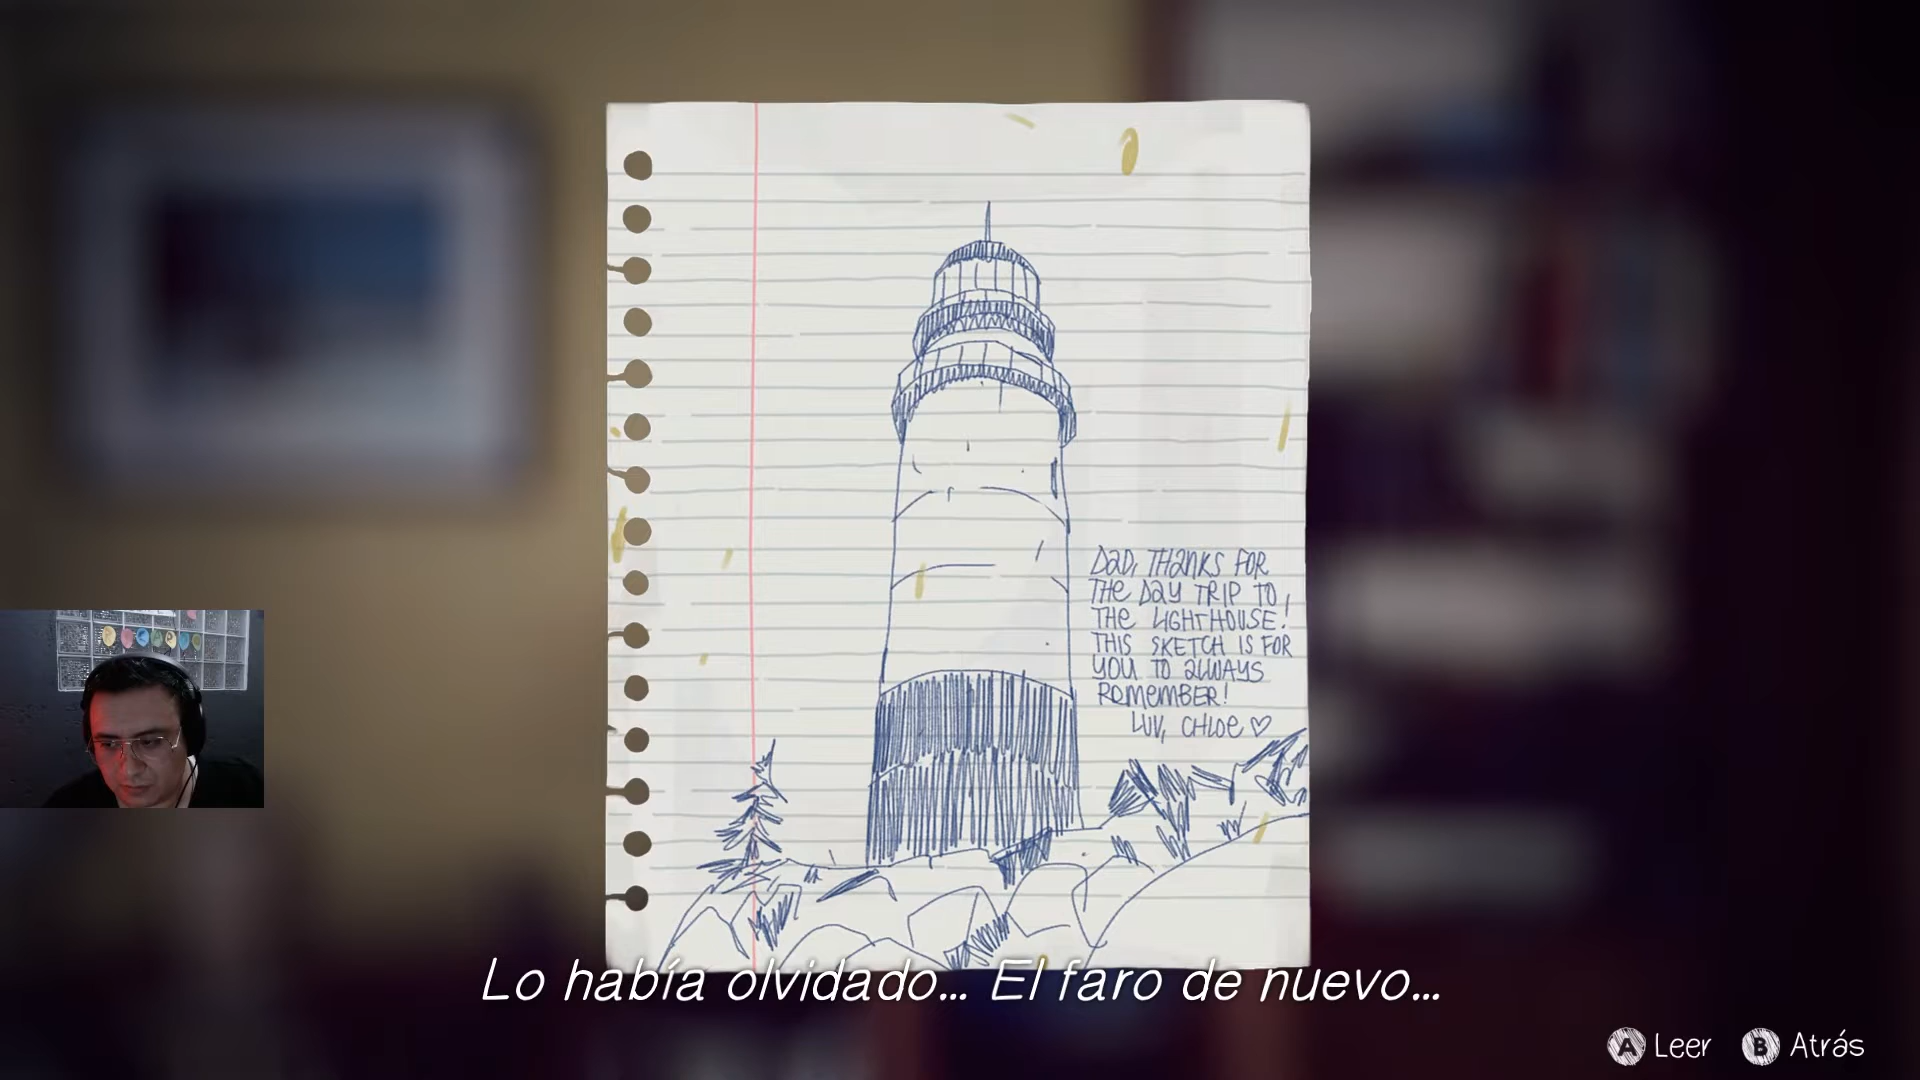 DAD, THANKS FOR
THE DAY TRIP TO
THE LIGHTHOUSE!
THIS SKETCH IS FOR
YOU TO ALWAYS
REMEMBER!
LUV, CHLOE♡
Lo había olvidado... El faro de nuevo...
A Leer B Atrás